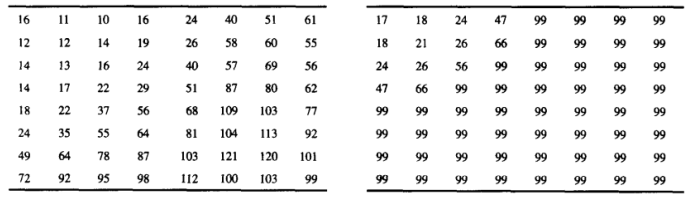 16 11 10 16 24 40 51 61
12 12 14 19 26 58 60 55
14 13 16 24 40 57 69 56
14 17 22 29 51 87 80 62
18 22 37 56 68 109 103 77
24 35 55 64 81 104 113 92
49 64 78 87 103 121 120 101
72 92 95 98 112 100 103 99
17 18 24 47 99 99 99 99
18 21 26 66 99 99 99 99
24 26 56 99 99 99 99 99
47 66 99 99 99 99 99 99
99 99 99 99 99 99 99 99
99 99 99 99 99 99 99 99
99 99 99 99 99 99 99 99
99 99 99 99 99 99 99 99